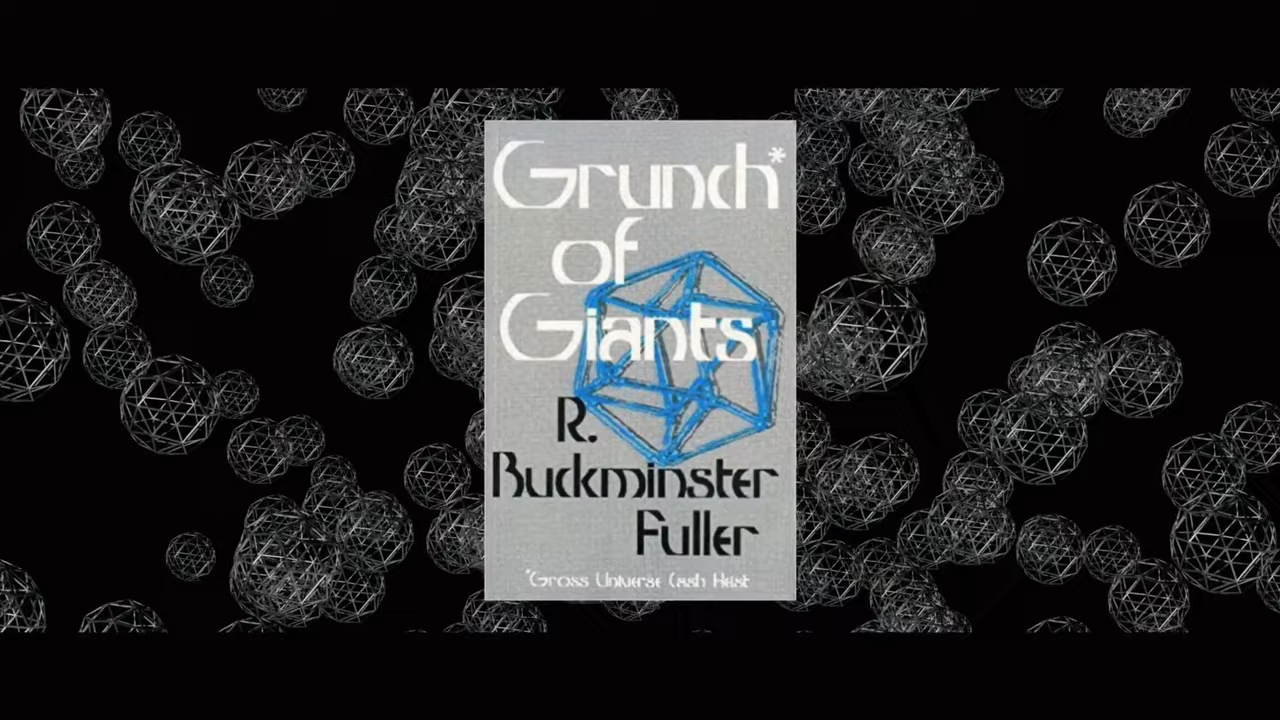 Grunch*
of
Giants
R.
Buckminster
Fuller
*Gross Universe Cash Heist